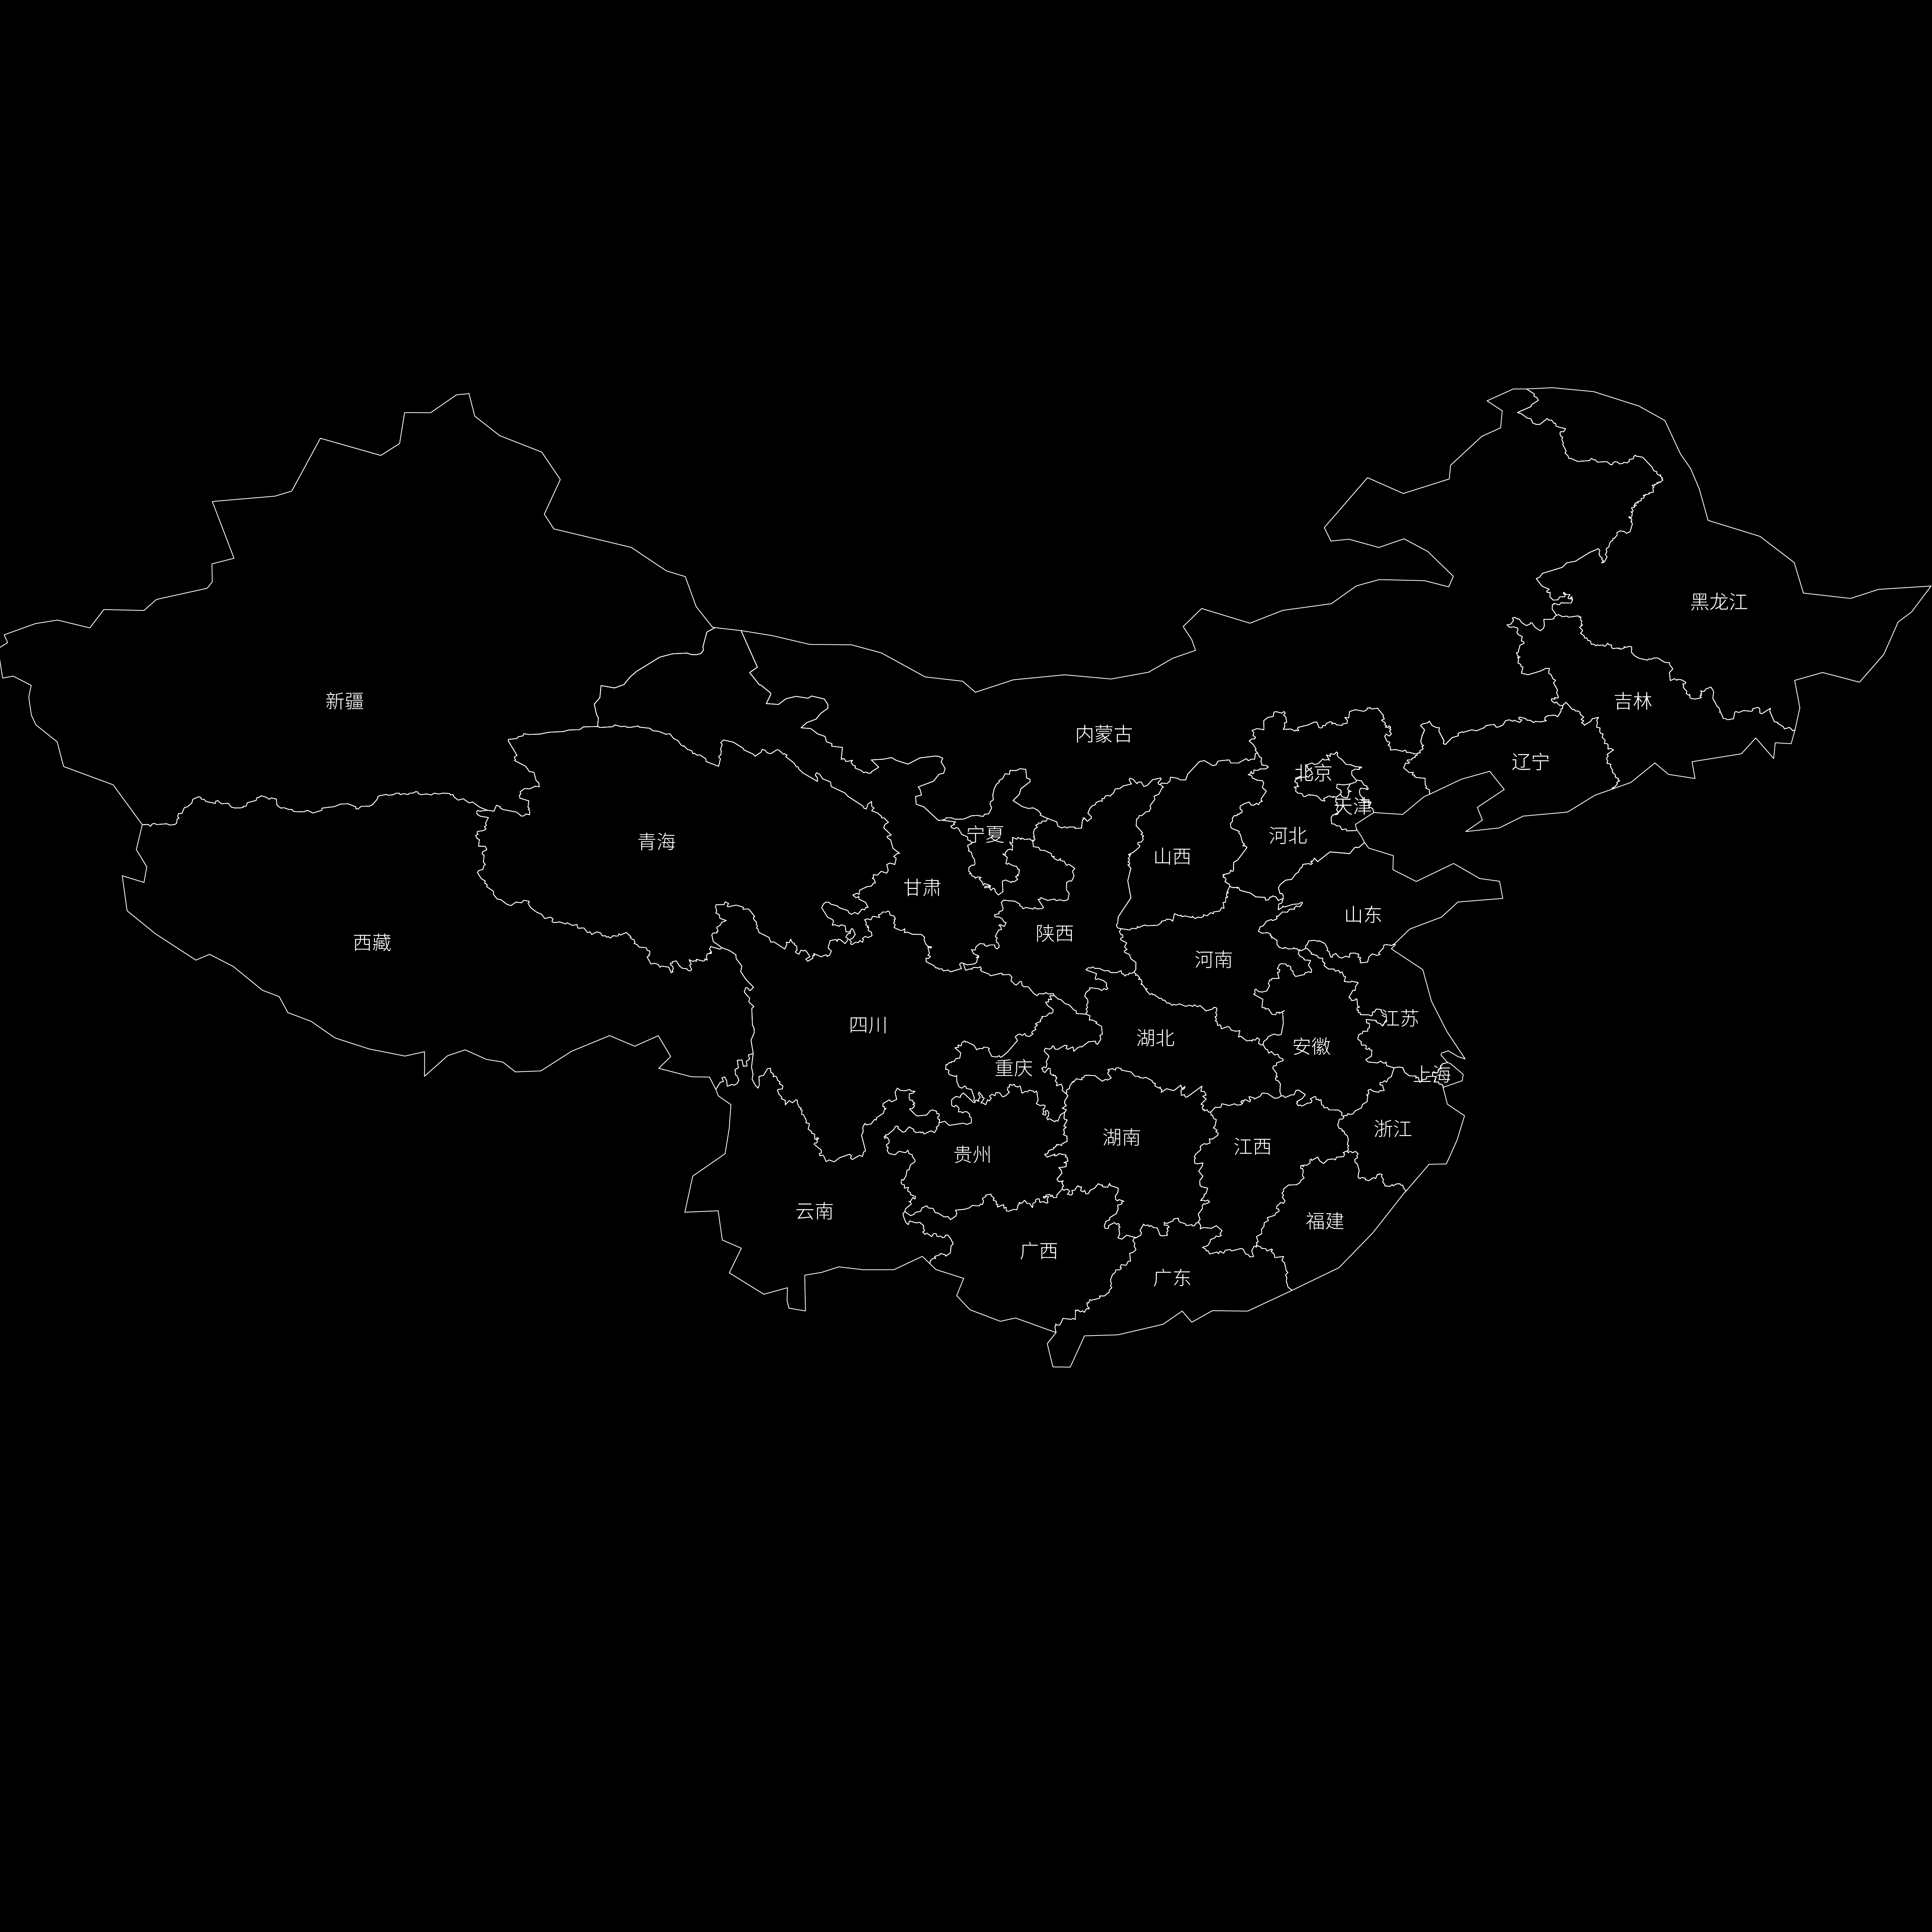 黑龙江
新疆
吉林
内蒙古
辽宁
北京
天津
宁夏
河北
青海
山西
甘肃
山东
陕西
西藏
河南
江苏
四川
湖北
安徽
重庆
上海
浙江
湖南
江西
贵州
云南
福建
广西
广东